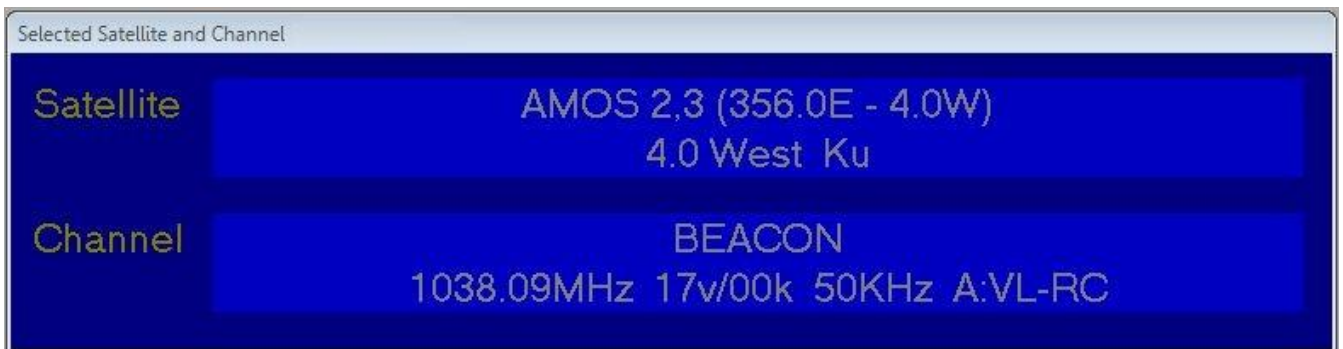 Selected Satellite and Channel
Satellite AMOS 2,3 (356.0E - 4.0W)
4.0 West Ku
Channel BEACON
1038.09MHz 17v/00k 50KHz A:VL-RC